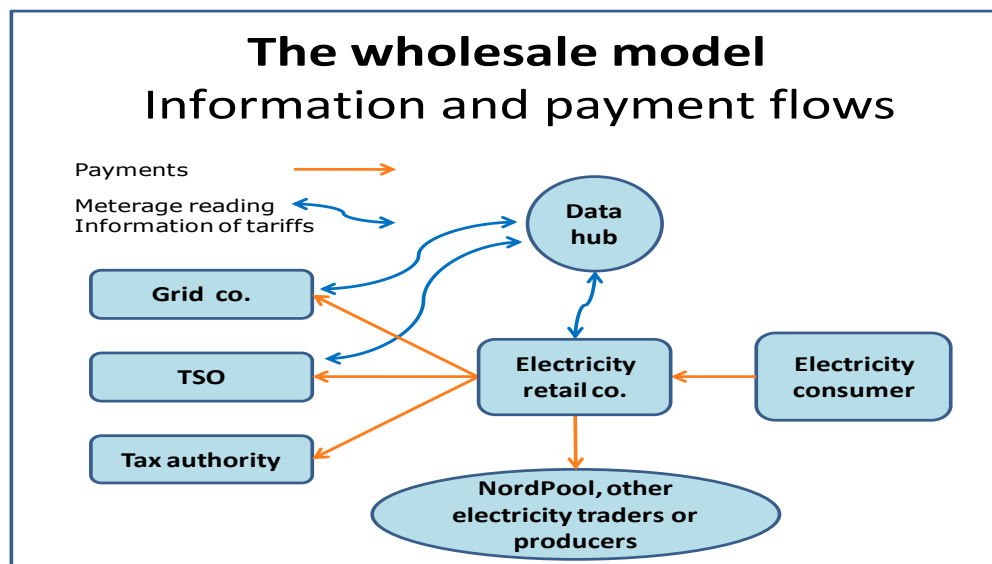 The wholesale model
Information and payment flows
Payments
Meterage reading
Information of tariffs
Data
hub
Grid co.
TSO
Electricity
retail co.
Electricity
consumer
Tax authority
NordPool, other
electricity traders or
producers